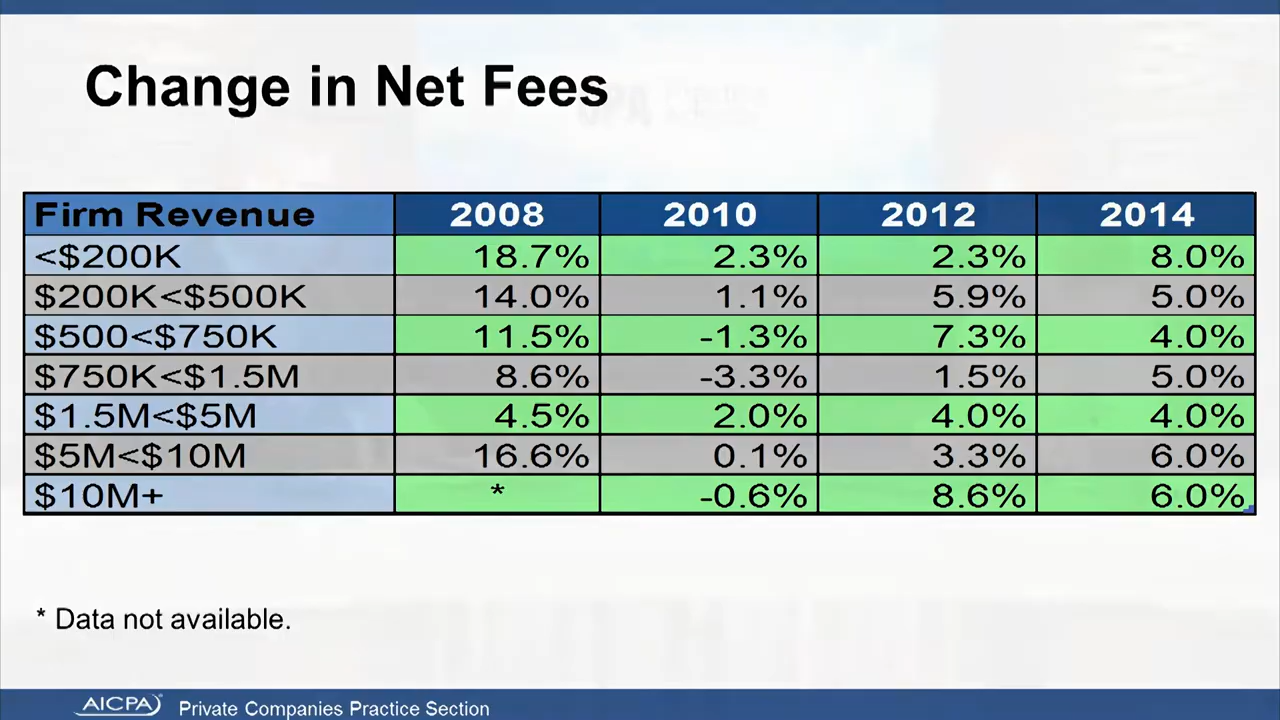 Change in Net Fees
Firm Revenue 2008 2010 2012 2014
<$200K 18.7% 2.3% 2.3% 8.0%
$200K<$500K 14.0% 1.1% 5.9% 5.0%
$500<$750K 11.5% -1.3% 7.3% 4.0%
$750K<$1.5M 8.6% -3.3% 1.5% 5.0%
$1.5M<$5M 4.5% 2.0% 4.0% 4.0%
$5M<$10M 16.6% 0.1% 3.3% 6.0%
$10M+ * -0.6% 8.6% 6.0%
* Data not available.
AICPA Private Companies Practice Section